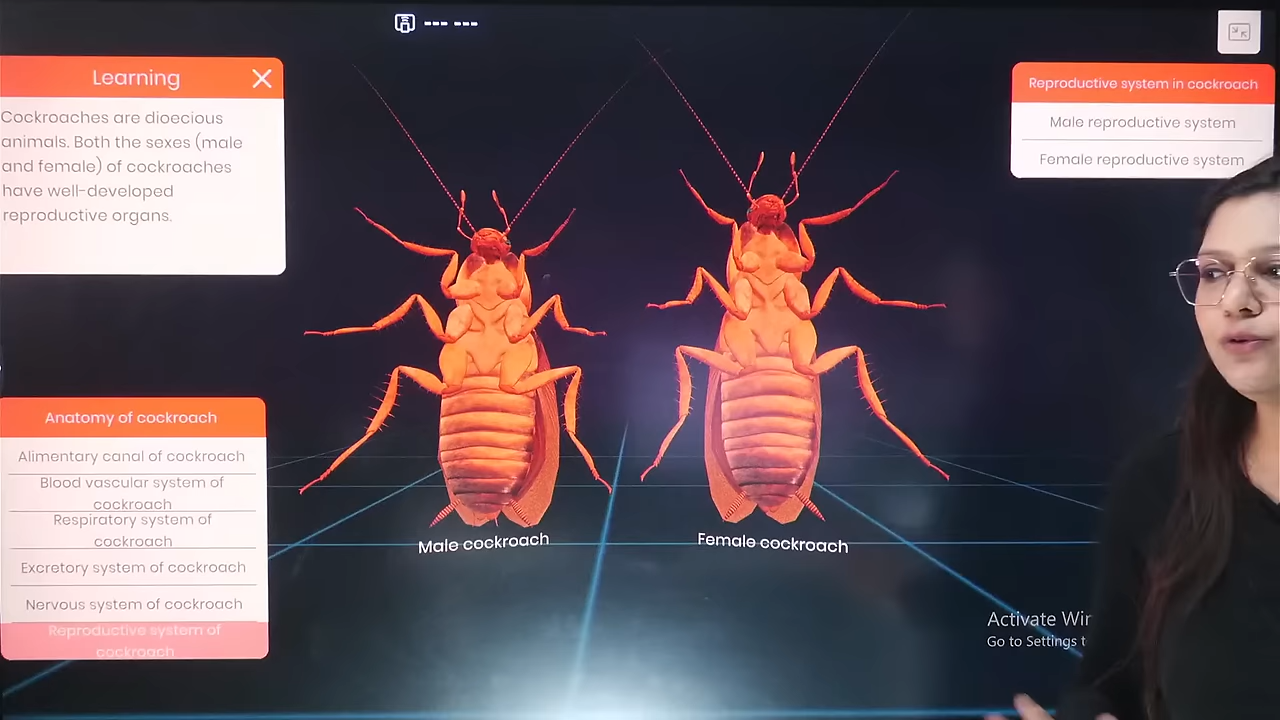 Learning
Cockroaches are dioecious
animals. Both the sexes (male
and female) of cockroaches
have well-developed
reproductive organs.
Reproductive system in cockroach
Male reproductive system
Female reproductive system
Anatomy of cockroach
Alimentary canal of cockroach
Blood vascular system of
cockroach
Respiratory system of
cockroach
Excretory system of cockroach
Nervous system of cockroach
Reproductive system of
cockroach
Male cockroach
Female cockroach
Activate Win
Go to Settings t